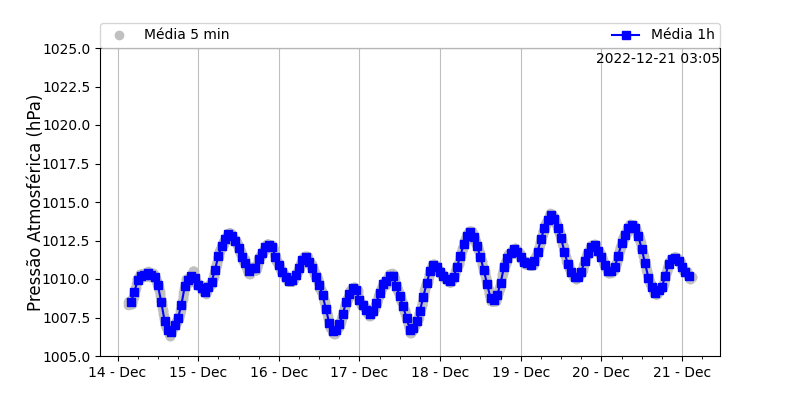 Média 5 min
Média 1h
2022-12-21 03:05
Pressão Atmosférica (hPa)
1025.0
1022.5
1020.0
1017.5
1015.0
1012.5
1010.0
1007.5
1005.0
14 - Dec
15 - Dec
16 - Dec
17 - Dec
18 - Dec
19 - Dec
20 - Dec
21 - Dec